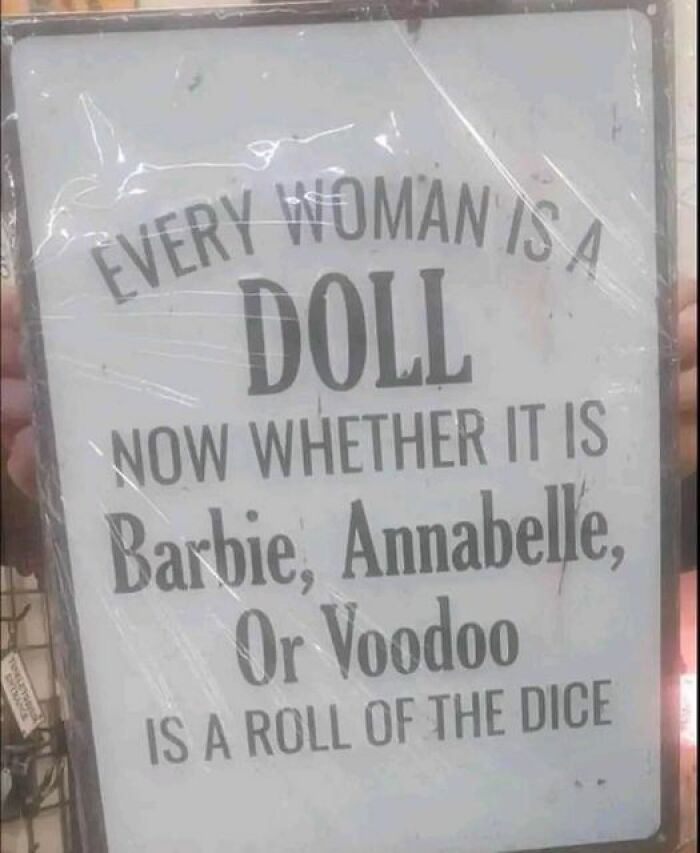 EVERY WOMAN IS A
DOLL
NOW WHETHER IT IS
Barbie, Annabelle,
Or Voodoo
IS A ROLL OF THE DICE